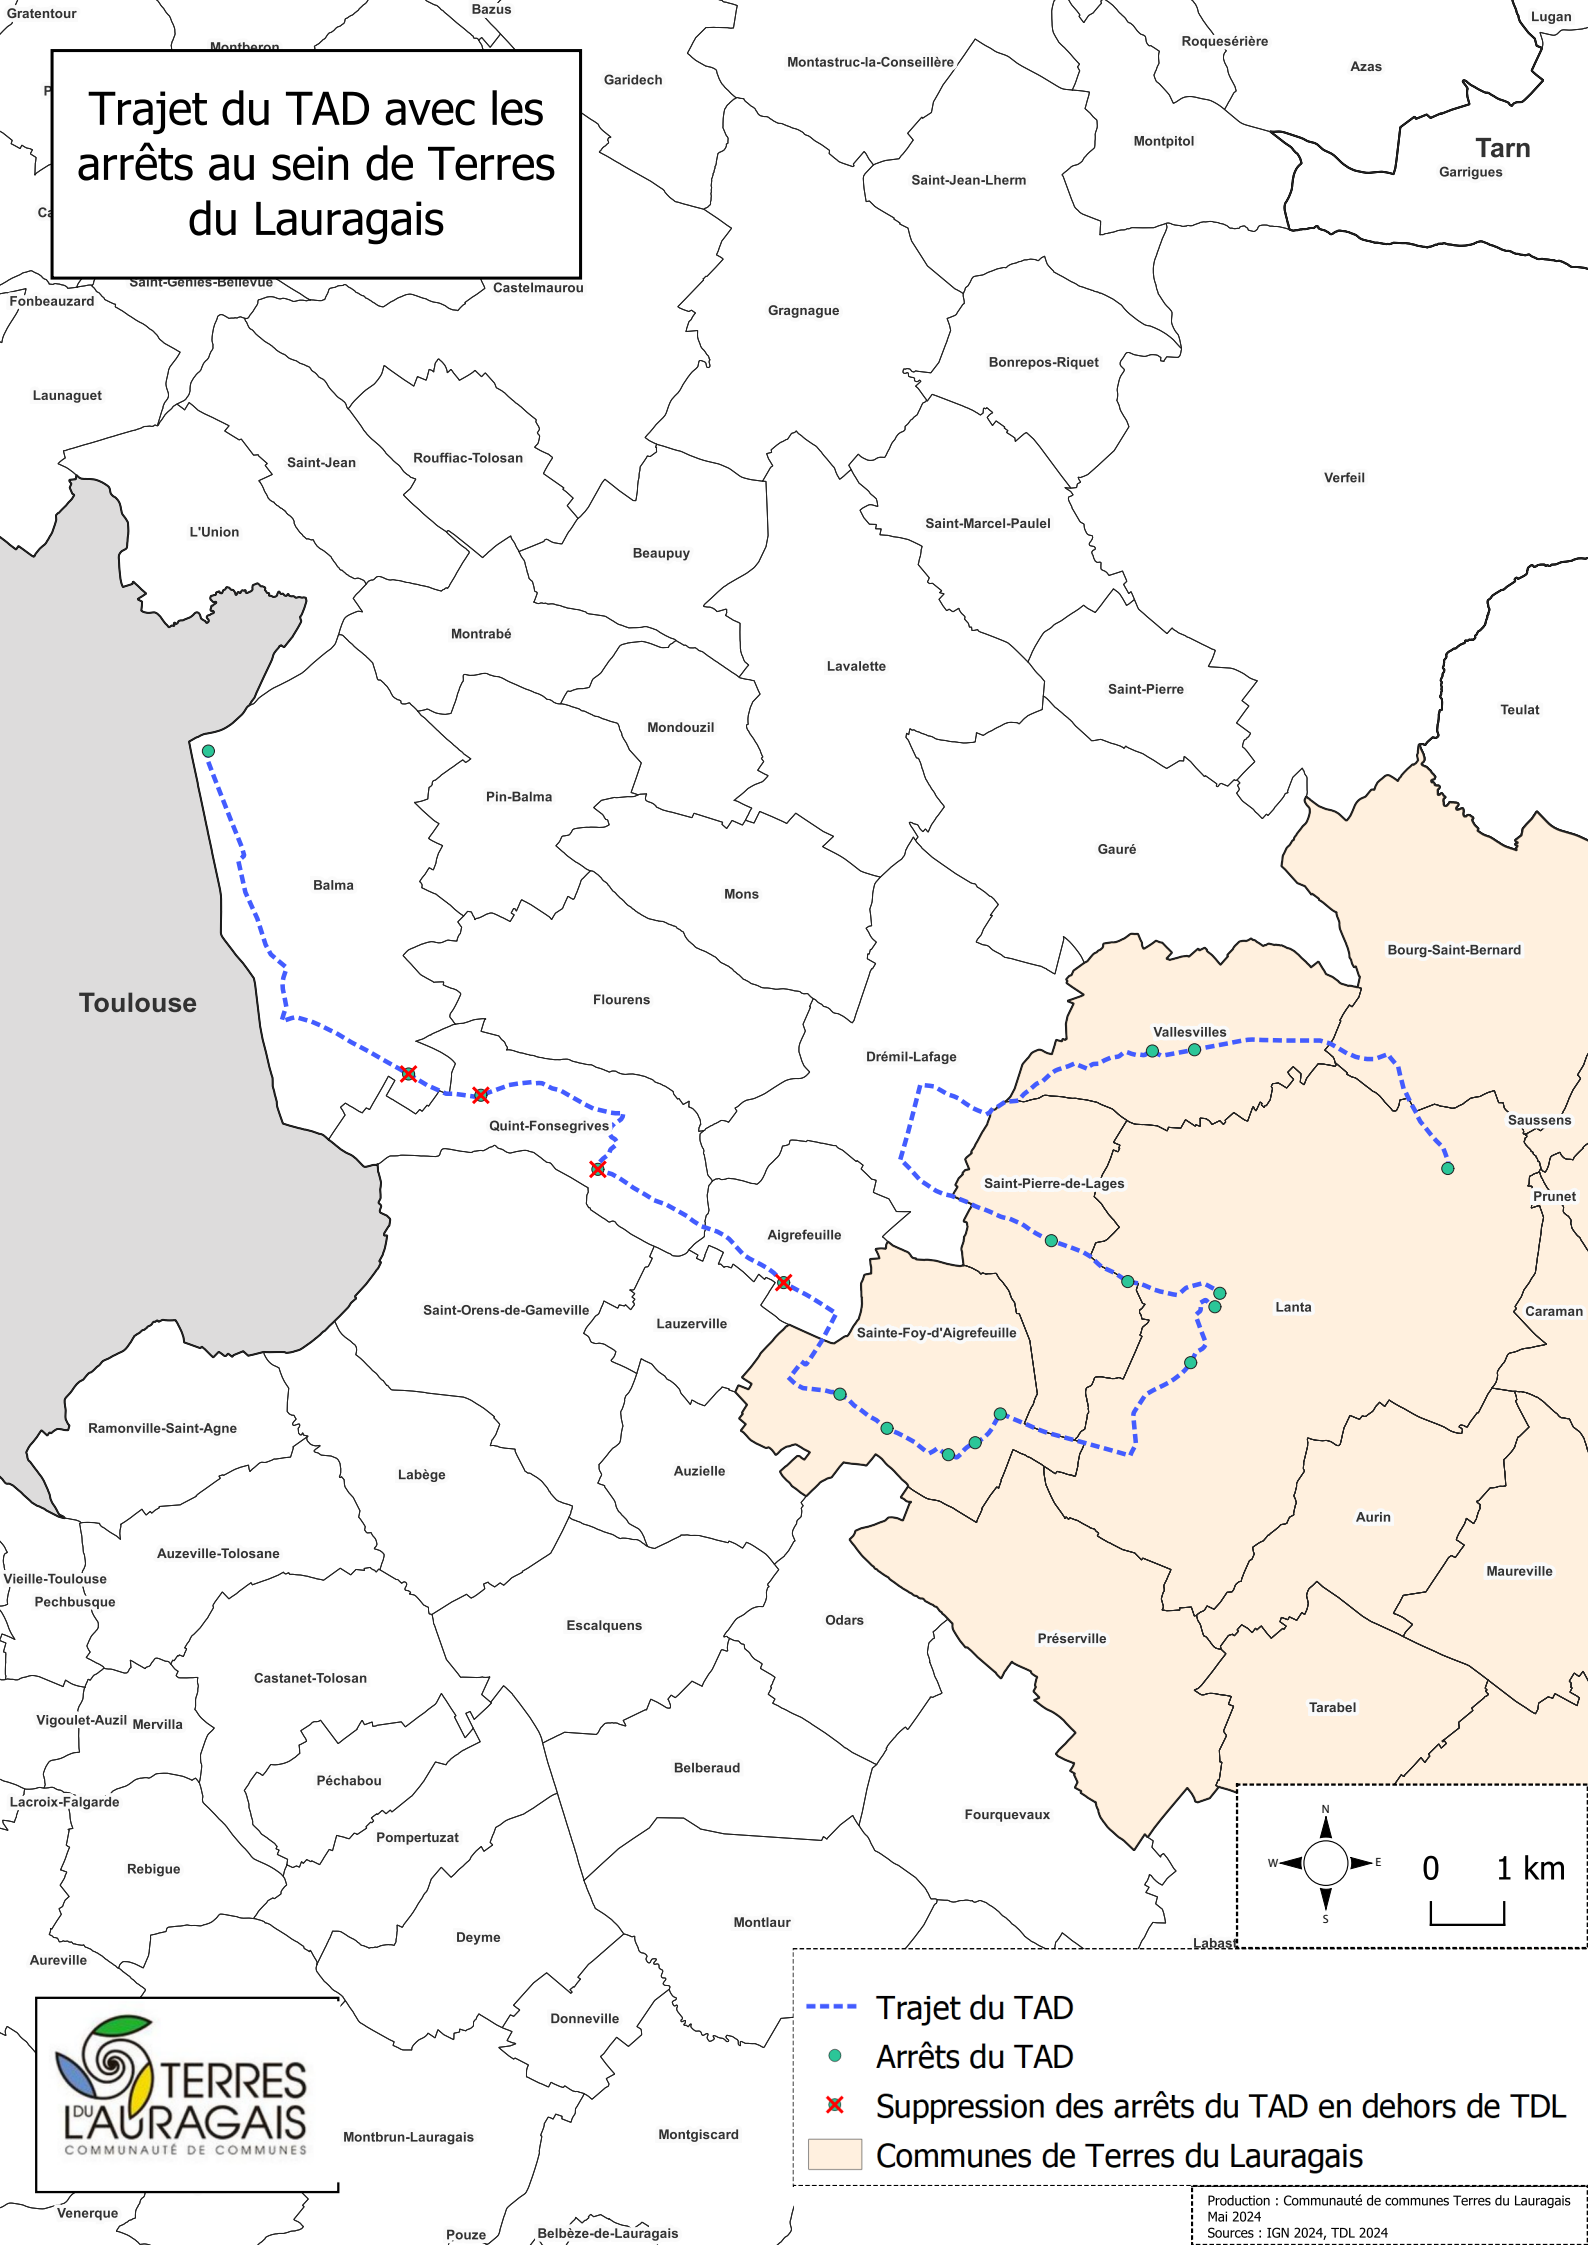 Gratentour
Bazus
Lugan
Montberon
Roquesérière
Montastruc-la-Conseillère
Azas
Garidech
Trajet du TAD avec les
arrêts au sein de Terres
du Lauragais
Montpitol
Tarn
Garrigues
Saint-Jean-Lherm
Saint-Geniès-Bellevue
Castelmaurou
Fonbeauzard
Gragnague
Bonrepos-Riquet
Launaguet
Saint-Jean
Rouffiac-Tolosan
Verfeil
L'Union
Saint-Marcel-Paulel
Beaupuy
Montrabé
Lavalette
Saint-Pierre
Teulat
Mondouzil
Pin-Balma
Gauré
Balma
Mons
Bourg-Saint-Bernard
Toulouse
Flourens
Vallesvilles
Drémil-Lafage
Quint-Fonsegrives
Saussens
Saint-Pierre-de-Lages
Prunet
Aigrefeuille
Saint-Orens-de-Gameville
Lanta
Caraman
Lauzerville
Sainte-Foy-d'Aigrefeuille
Ramonville-Saint-Agne
Labège
Auzielle
Aurin
Auzeville-Tolosane
Maureville
Vieille-Toulouse
Pechbusque
Escalquens
Odars
Préserville
Castanet-Tolosan
Tarabel
Vigoulet-Auzil
Mervilla
Belberaud
Péchabou
Lacroix-Falgarde
Fourquevaux
Pompertuzat
Rebigue
N
W
E
S
0 1 km
Montlaur
Deyme
Labast
Aureville
Donneville
Trajet du TAD
Arrêts du TAD
Suppression des arrêts du TAD en dehors de TDL
Communes de Terres du Lauragais
TERRES
DU
LAURAGAIS
COMMUNAUTÉ DE COMMUNES
Montbrun-Lauragais
Montgiscard
Venerque
Pouze
Belbèze-de-Lauragais
Production : Communauté de communes Terres du Lauragais
Mai 2024
Sources : IGN 2024, TDL 2024